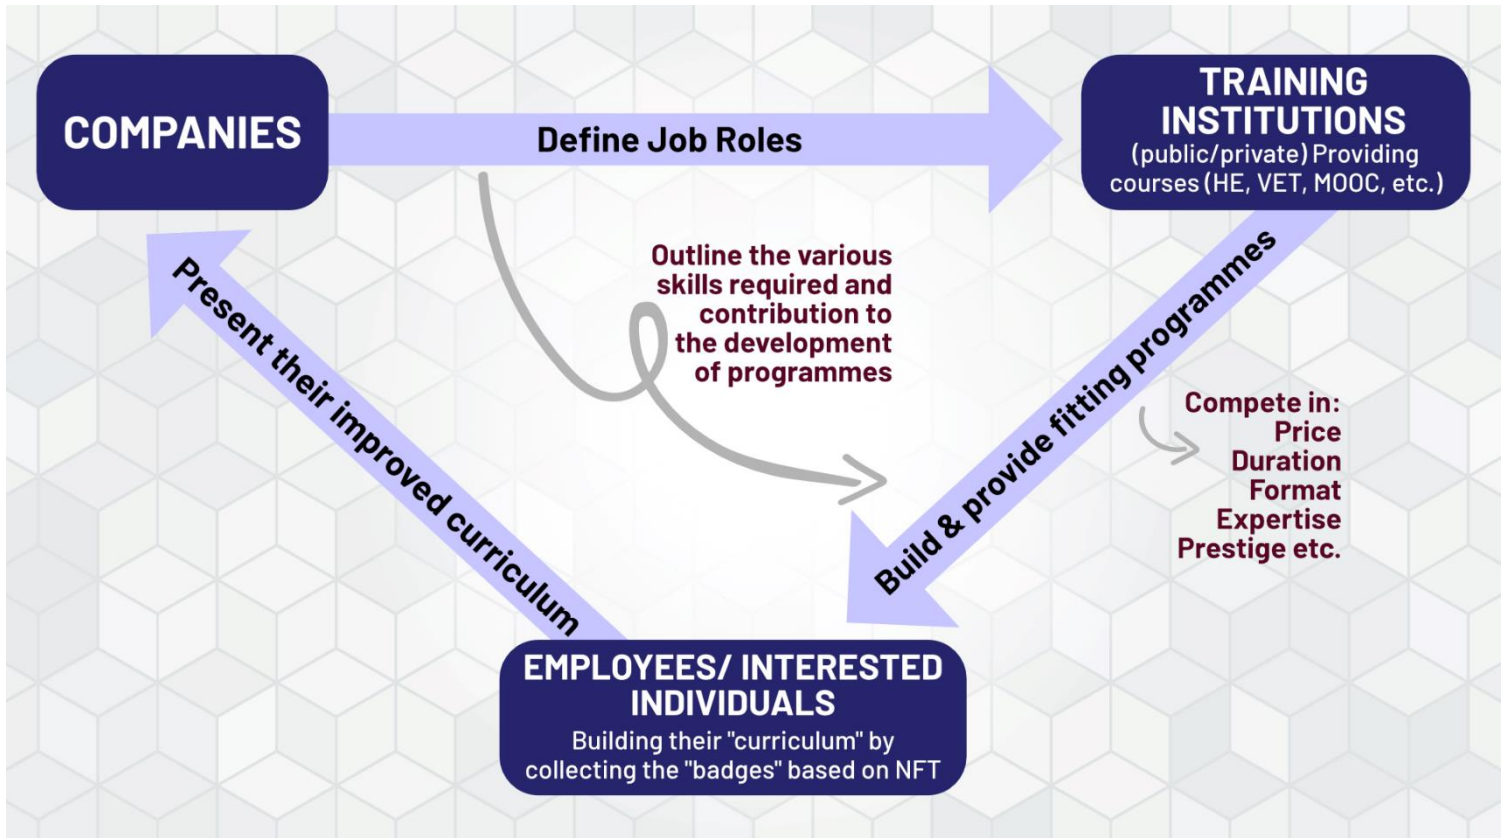 COMPANIES
Define Job Roles
TRAINING
INSTITUTIONS
(public/private) Providing
courses (HE, VET, MOOC, etc.)
Outline the various
skills required and
contribution to
the development
of programmes
Present their improved curriculum
Build & provide fitting programmes
Compete in:
Price
Duration
Format
Expertise
Prestige etc.
EMPLOYEES/ INTERESTED
INDIVIDUALS
Building their "curriculum" by
collecting the "badges" based on NFT